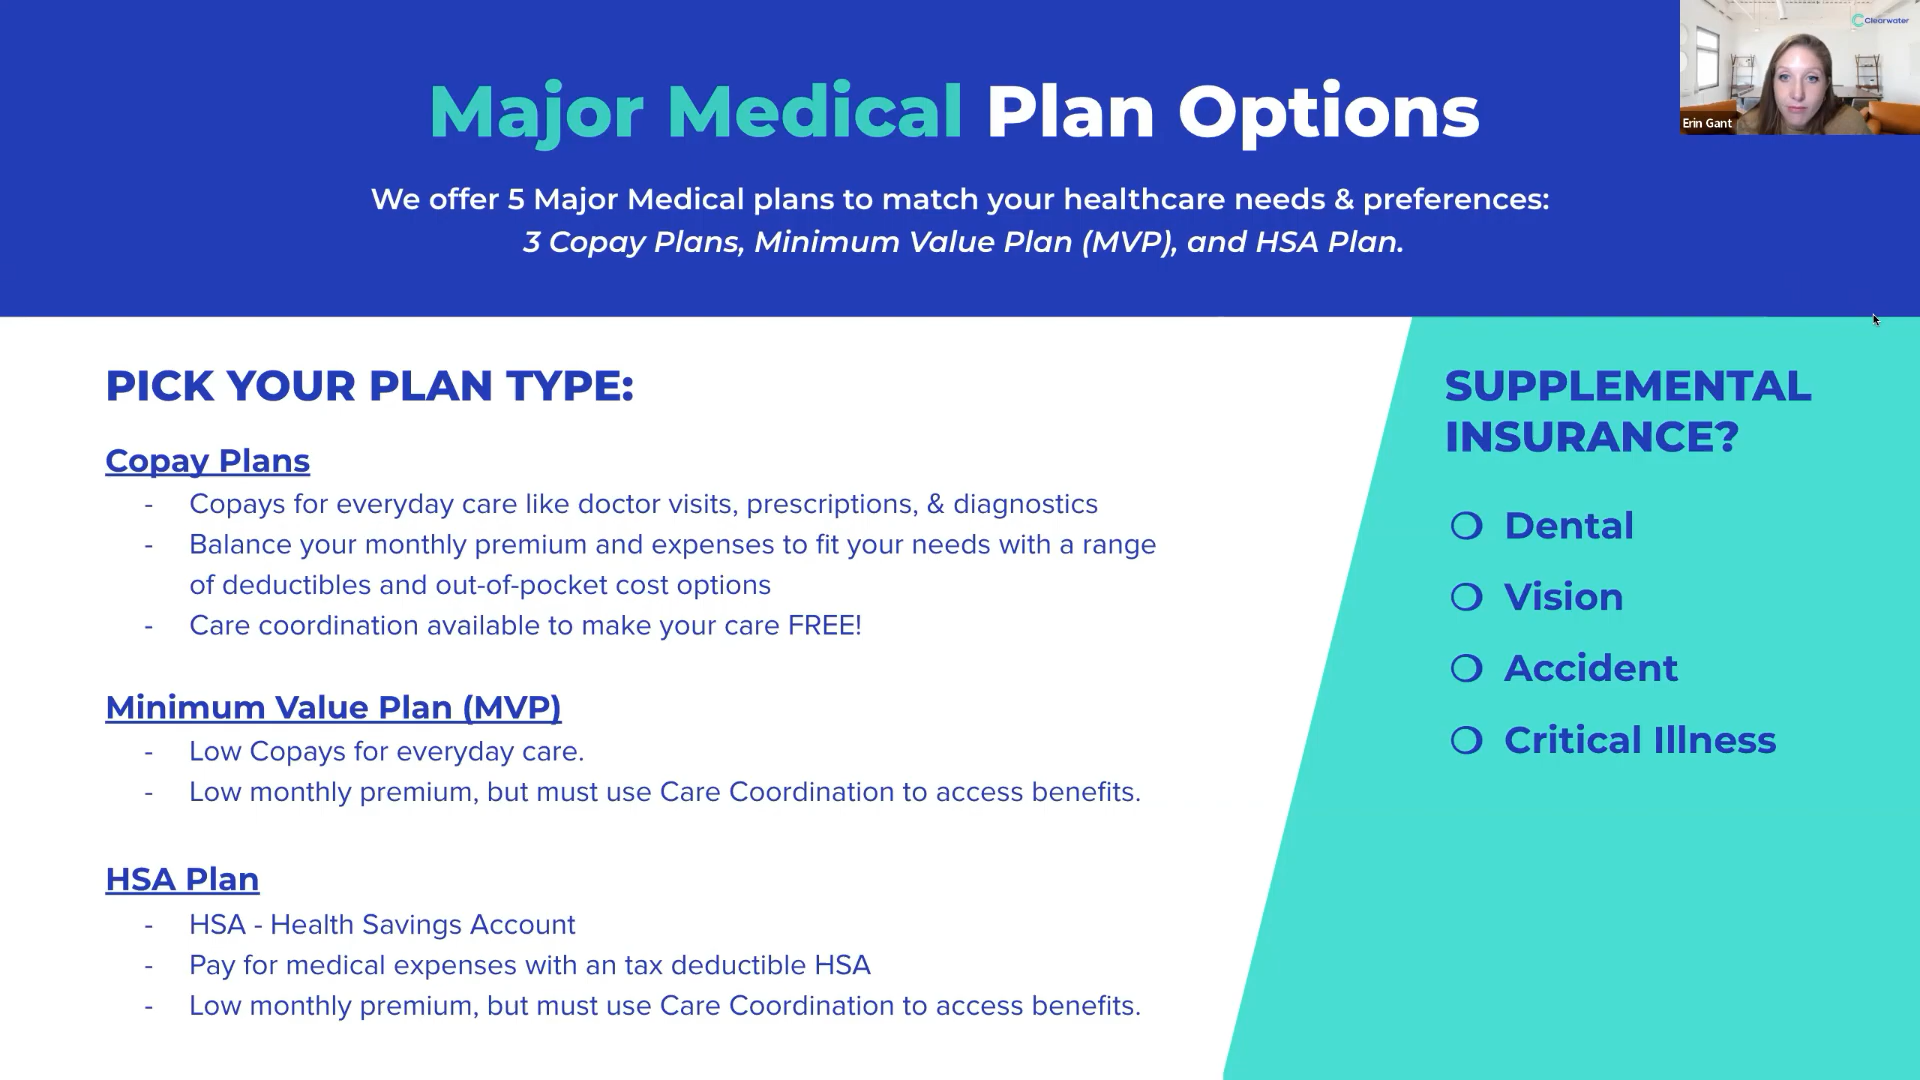 Clearwater
Erin Gant
Major Medical Plan Options
We offer 5 Major Medical plans to match your healthcare needs & preferences:
3 Copay Plans, Minimum Value Plan (MVP), and HSA Plan.
PICK YOUR PLAN TYPE:
Copay Plans
- Copays for everyday care like doctor visits, prescriptions, & diagnostics
- Balance your monthly premium and expenses to fit your needs with a range
of deductibles and out-of-pocket cost options
- Care coordination available to make your care FREE!
Minimum Value Plan (MVP)
- Low Copays for everyday care.
- Low monthly premium, but must use Care Coordination to access benefits.
HSA Plan
- HSA - Health Savings Account
- Pay for medical expenses with an tax deductible HSA
- Low monthly premium, but must use Care Coordination to access benefits.
SUPPLEMENTAL
INSURANCE?
Dental
Vision
Accident
Critical Illness